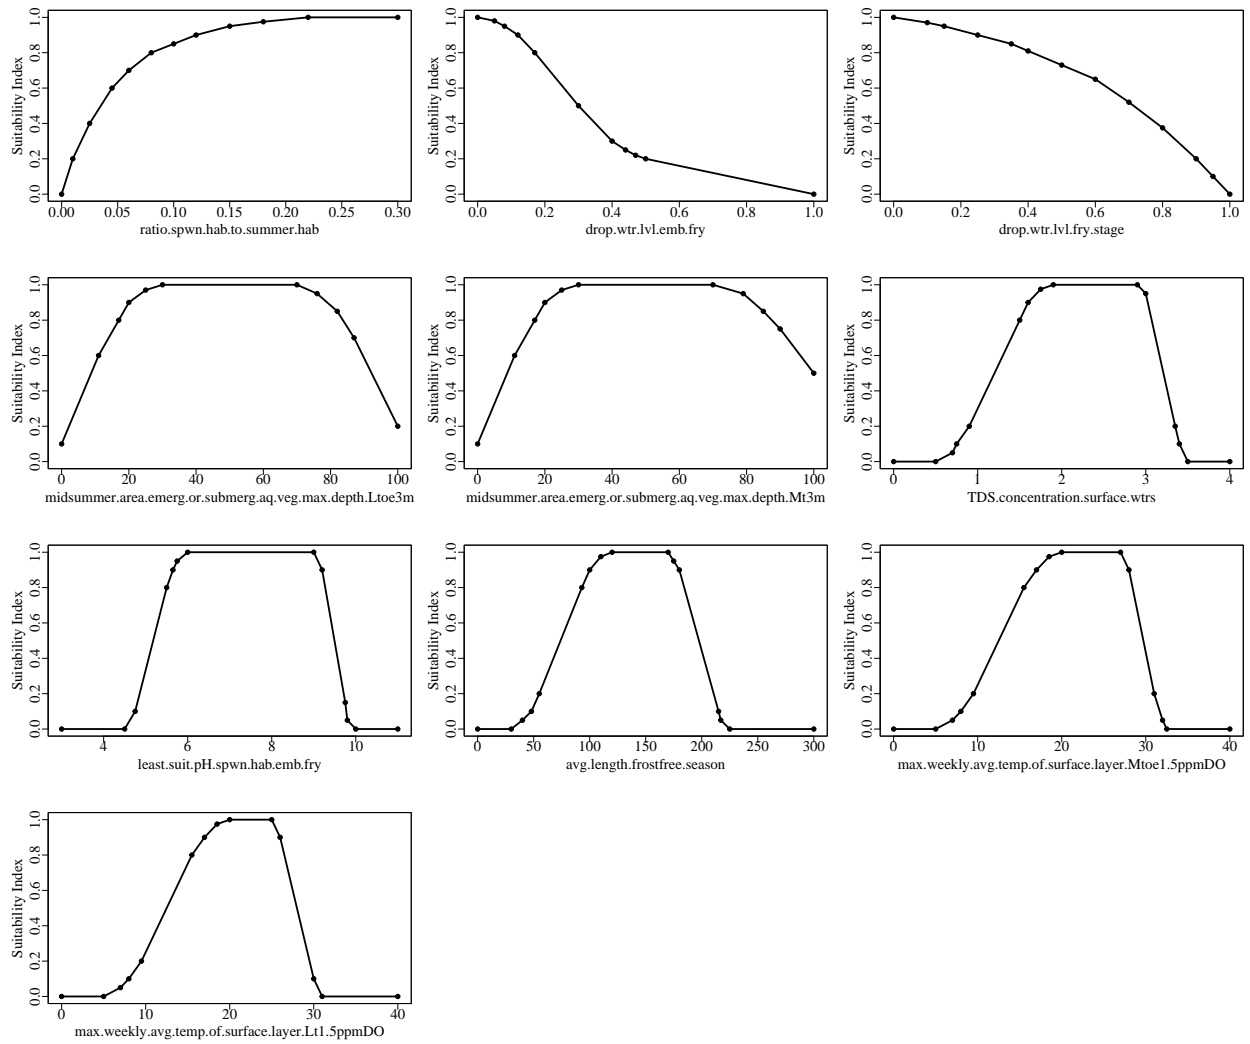 Suitability Index
0.0 0.2 0.4 0.6 0.8 1.0
0.00 0.05 0.10 0.15 0.20 0.25 0.30
ratio.spwn.hab.to.summer.hab
Suitability Index
0.0 0.2 0.4 0.6 0.8 1.0
0.0 0.2 0.4 0.6 0.8 1.0
drop.wtr.lvl.emb.fry
Suitability Index
0.0 0.2 0.4 0.6 0.8 1.0
0.0 0.2 0.4 0.6 0.8 1.0
drop.wtr.lvl.fry.stage
Suitability Index
0.0 0.2 0.4 0.6 0.8 1.0
0 20 40 60 80 100
midsummer.area.emerg.or.submerg.aq.veg.max.depth.Ltoe3m
Suitability Index
0.0 0.2 0.4 0.6 0.8 1.0
0 20 40 60 80 100
midsummer.area.emerg.or.submerg.aq.veg.max.depth.Mt3m
Suitability Index
0.0 0.2 0.4 0.6 0.8 1.0
0 1 2 3 4
TDS.concentration.surface.wtrs
Suitability Index
0.0 0.2 0.4 0.6 0.8 1.0
4 6 8 10
least.suit.pH.spwn.hab.emb.fry
Suitability Index
0.0 0.2 0.4 0.6 0.8 1.0
0 50 100 150 200 250 300
avg.length.frostfree.season
Suitability Index
0.0 0.2 0.4 0.6 0.8 1.0
0 10 20 30 40
max.weekly.avg.temp.of.surface.layer.Mtoe1.5ppmDO
Suitability Index
0.0 0.2 0.4 0.6 0.8 1.0
0 10 20 30 40
max.weekly.avg.temp.of.surface.layer.Lt1.5ppmDO